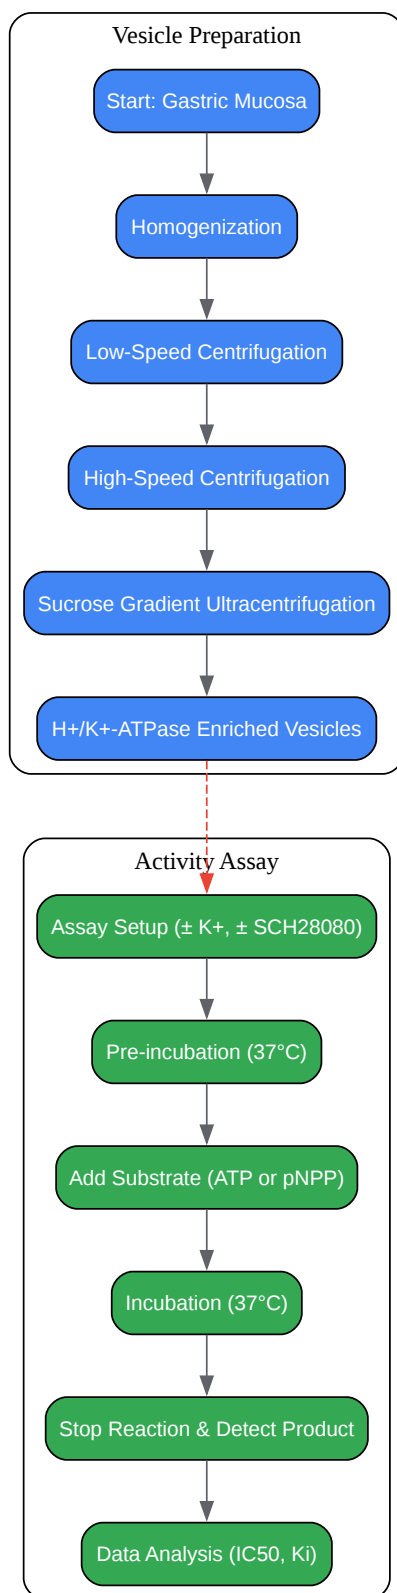 Vesicle Preparation
Start: Gastric Mucosa
Homogenization
Low-Speed Centrifugation
High-Speed Centrifugation
Sucrose Gradient Ultracentrifugation
H+/K+-ATPase Enriched Vesicles
Activity Assay
Assay Setup (± K+, ± SCH28080)
Pre-incubation (37°C)
Add Substrate (ATP or pNPP)
Incubation (37°C)
Stop Reaction & Detect Product
Data Analysis (IC50, Ki)